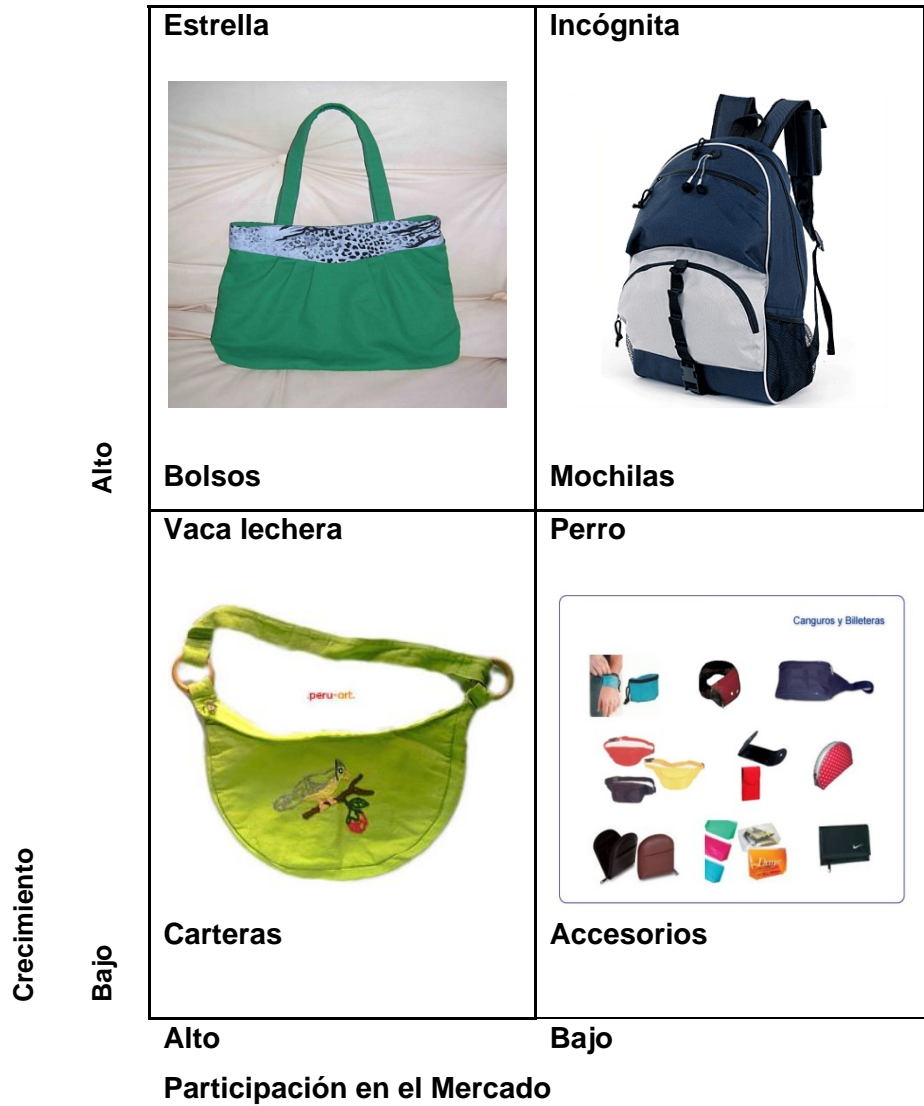 Estrella
Incógnita
Alto
Bolsos
Mochilas
Vaca lechera
Perro
peru-art.
Canguros y Billeteras
Crecimiento
Bajo
Carteras
Accesorios
Alto
Bajo
Participación en el Mercado